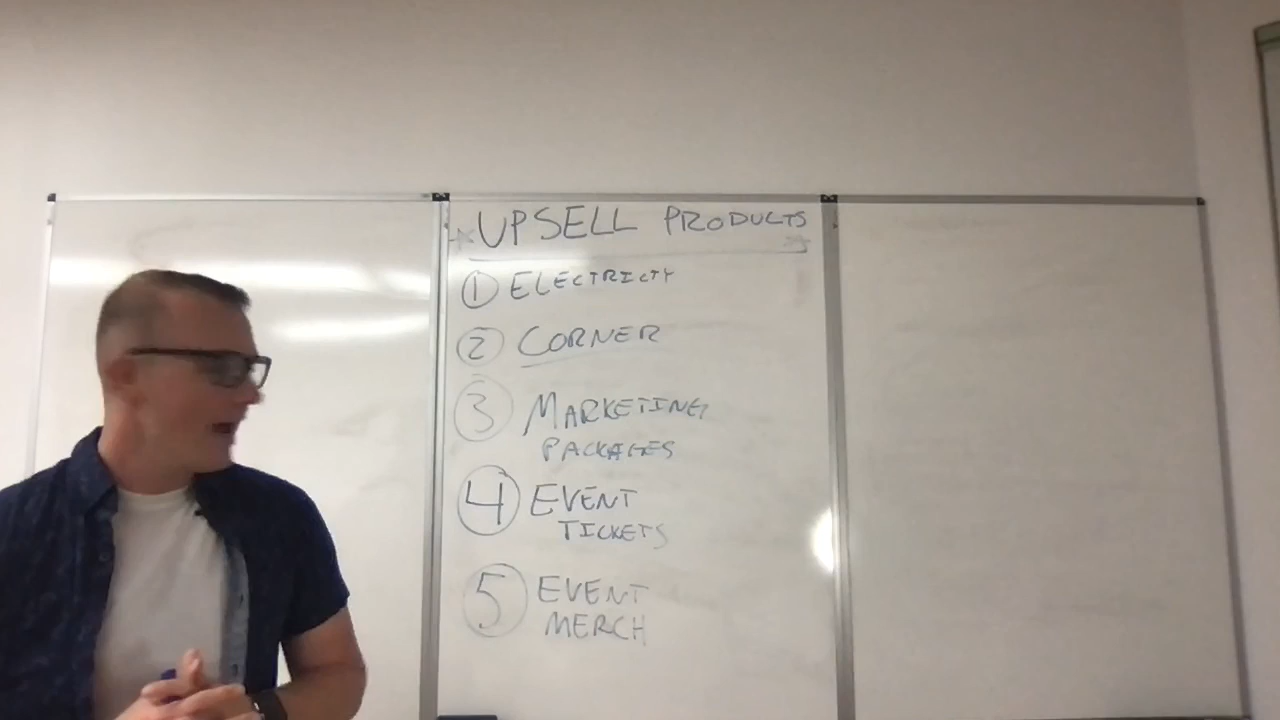 UPSELL PRODUCTS
1 ELECTRICTY
2 CORNER
3 MARKETING
PACKAGES
4 EVENT
TICKETS
5 EVENT
MERCH